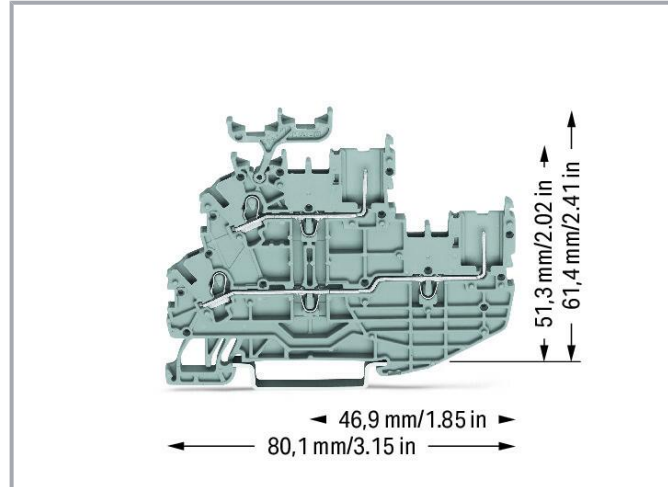 51,3 mm/2.02 in
61,4 mm/2.41 in
46,9 mm/1.85 in
80,1 mm/3.15 in